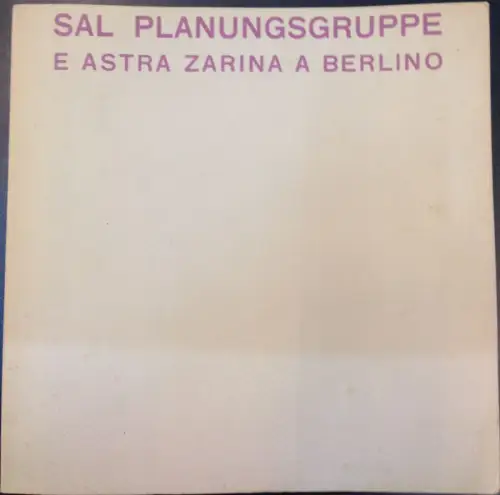 SAL PLANUNGSGRUPPE
E ASTRA ZARINA A BERLINO